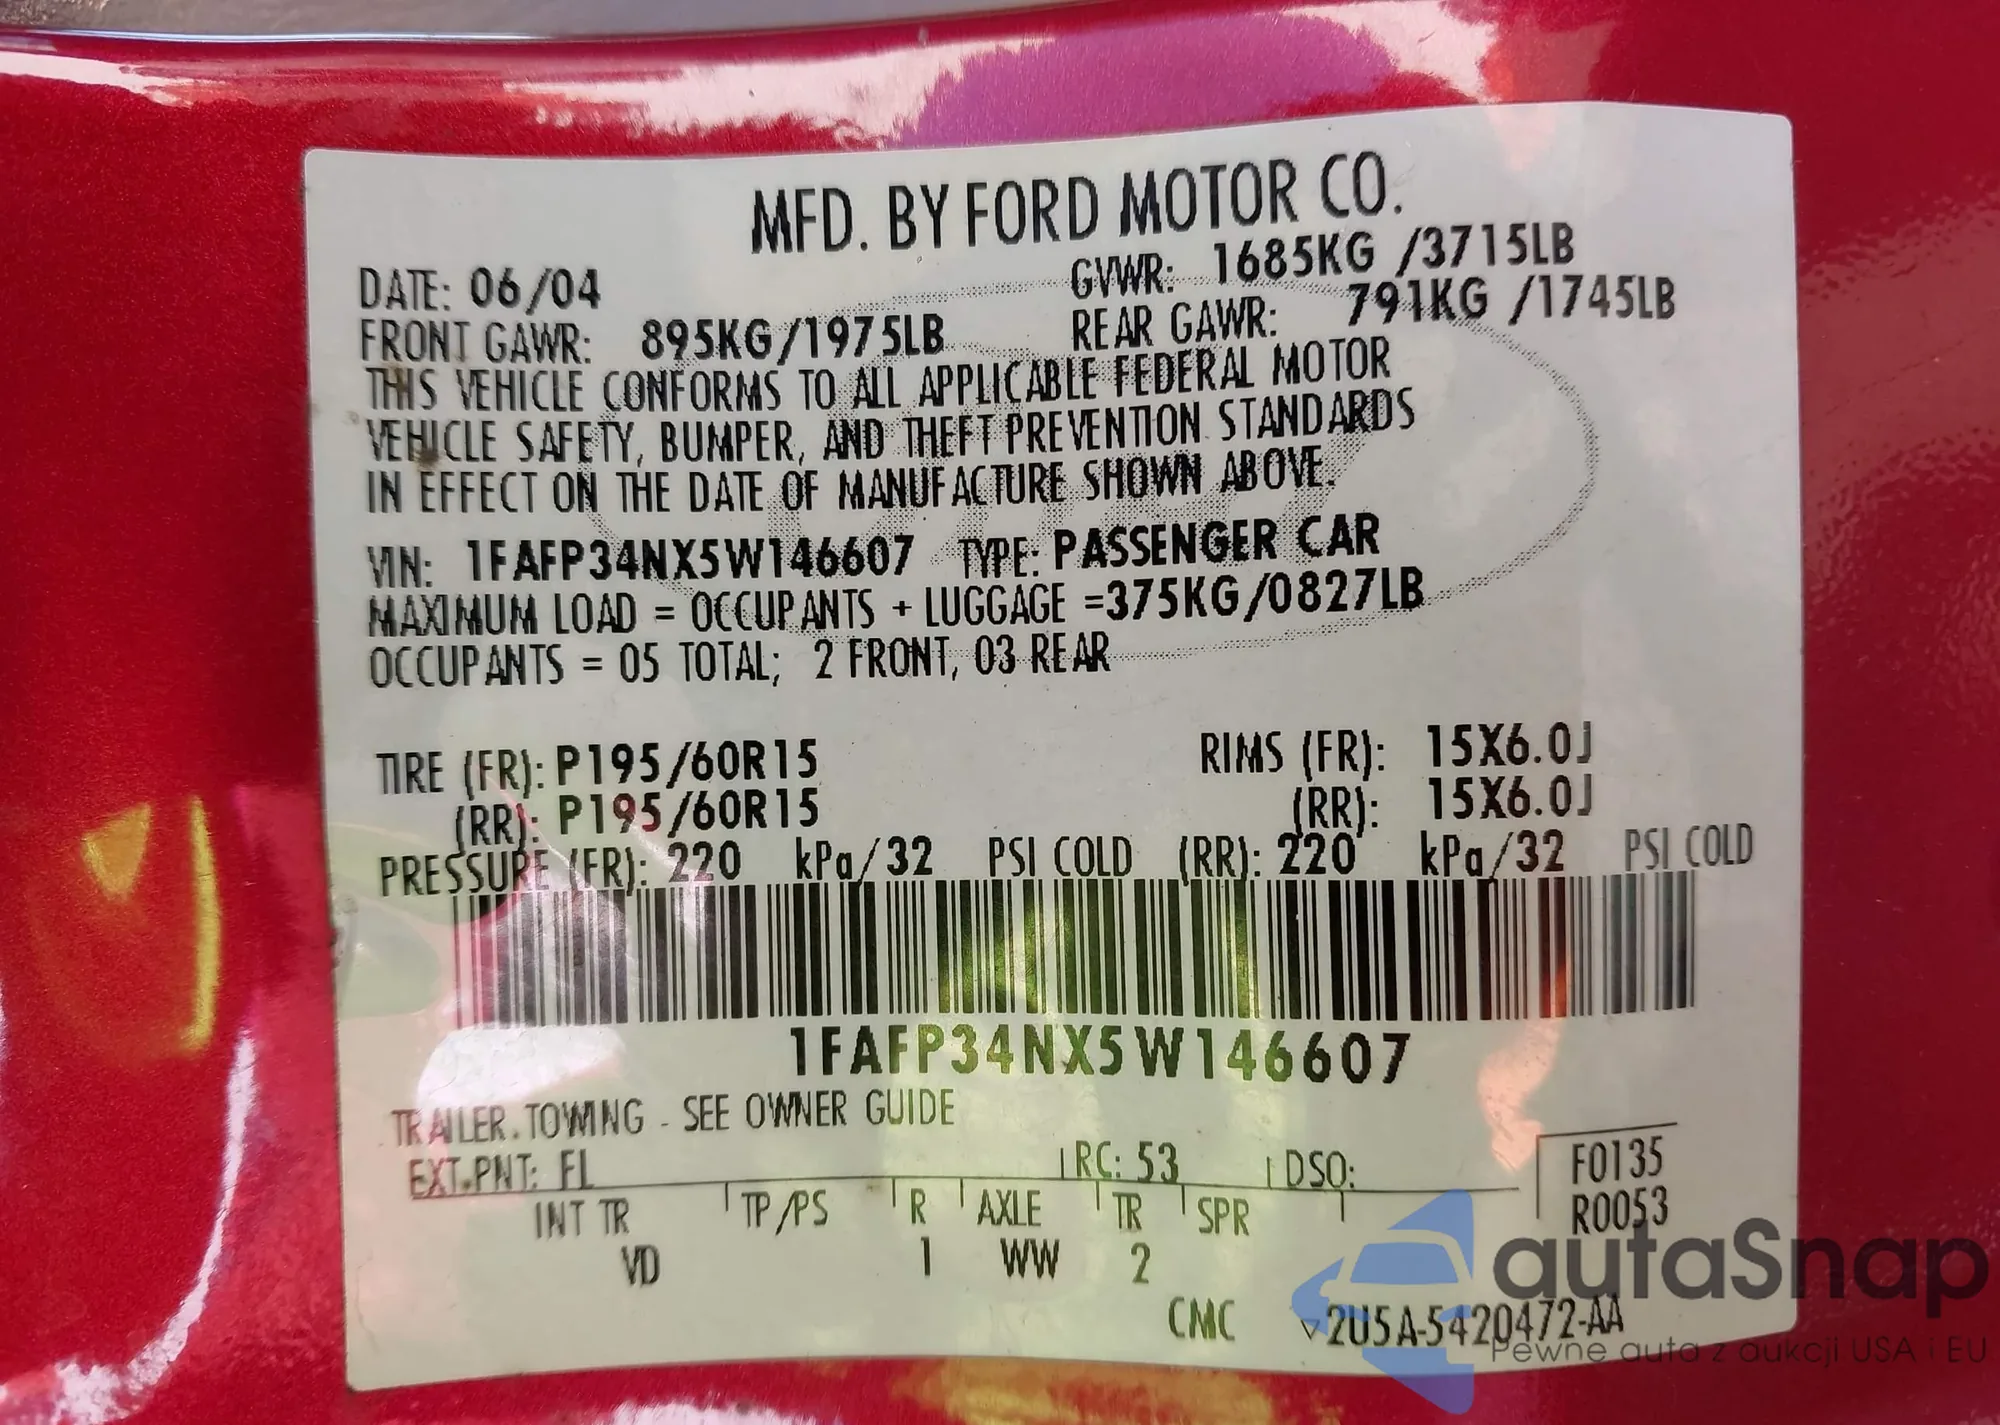 MFD. BY FORD MOTOR CO.
DATE: 06/04 GVWR: 1685KG /3715LB
FRONT GAWR: 895KG/1975LB REAR GAWR: 791KG /1745LB
THIS VEHICLE CONFORMS TO ALL APPLICABLE FEDERAL MOTOR
VEHICLE SAFETY, BUMPER, AND THEFT PREVENTION STANDARDS
IN EFFECT ON THE DATE OF MANUFACTURE SHOWN ABOVE.
VIN: 1FAFP34NX5W146607 TYPE: PASSENGER CAR
MAXIMUM LOAD = OCCUPANTS + LUGGAGE =375KG/0827LB
OCCUPANTS = 05 TOTAL; 2 FRONT, 03 REAR
TIRE (FR): P195/60R15 RIMS (FR): 15X6.0J
(RR): P195/60R15 (RR): 15X6.0J
PRESSURE (FR): 220 kPa/32 PSI COLD (RR): 220 kPa/32 PSI COLD
1FAFP34NX5W146607
TRAILER TOWING - SEE OWNER GUIDE
EXT PNT: FL RC: 53 DSO: F0135
R0053
INT TR TP/PS R AXLE TR SPR
VD 1 WW 2
CMC 2U5A-5420472-AA
autaSnap
Pewne auta z aukcji USA i EU